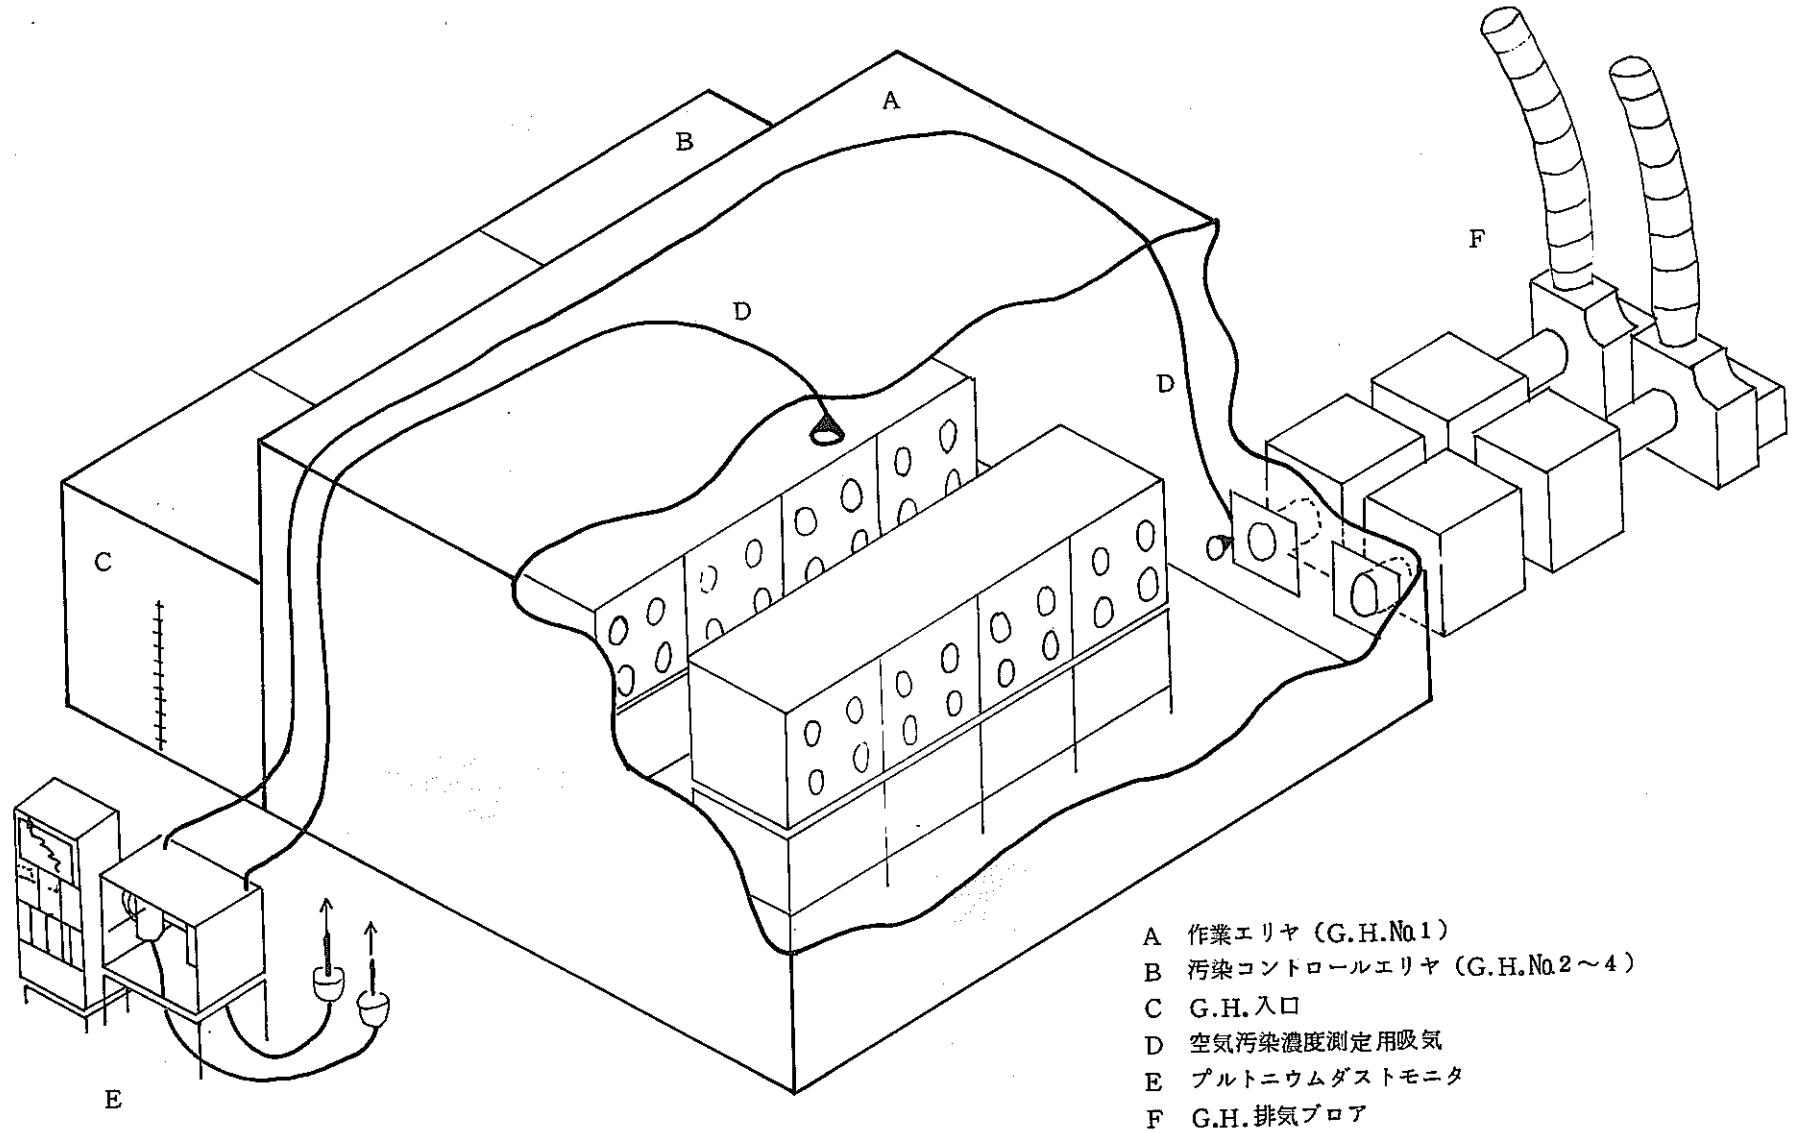 A
B
F
D
D
C
E
A 作業エリヤ（G.H.No.1）
B 汚染コントロールエリヤ（G.H.No.2～4）
C G.H.入口
D 空気汚染濃度測定用吸気
E プルトニウムダストモニタ
F G.H.排気ブロア